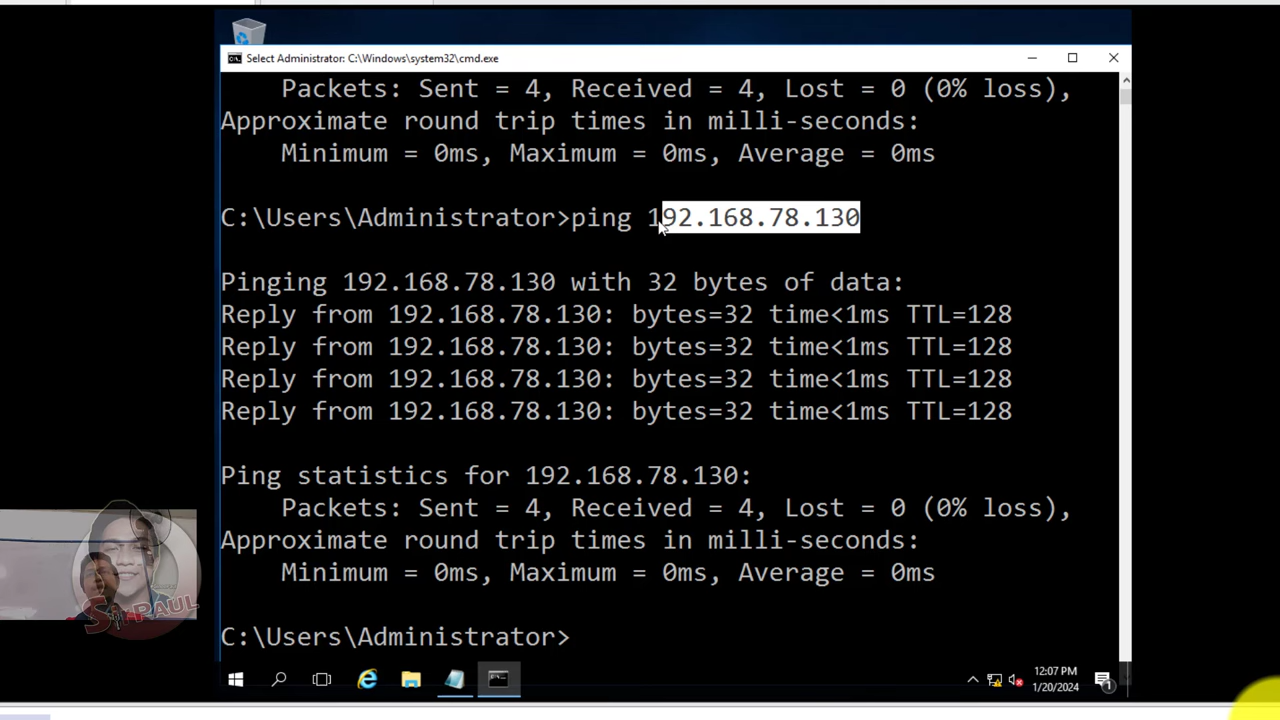 Select Administrator: C:\Windows\system32\cmd.exe
Packets: Sent = 4, Received = 4, Lost = 0 (0% loss),
Approximate round trip times in milli-seconds:
Minimum = 0ms, Maximum = 0ms, Average = 0ms
C:\Users\Administrator>ping 192.168.78.130
Pinging 192.168.78.130 with 32 bytes of data:
Reply from 192.168.78.130: bytes=32 time<1ms TTL=128
Reply from 192.168.78.130: bytes=32 time<1ms TTL=128
Reply from 192.168.78.130: bytes=32 time<1ms TTL=128
Reply from 192.168.78.130: bytes=32 time<1ms TTL=128
Ping statistics for 192.168.78.130:
Packets: Sent = 4, Received = 4, Lost = 0 (0% loss),
Approximate round trip times in milli-seconds:
Minimum = 0ms, Maximum = 0ms, Average = 0ms
C:\Users\Administrator>
SirPAUL
12:07 PM
1/20/2024
1